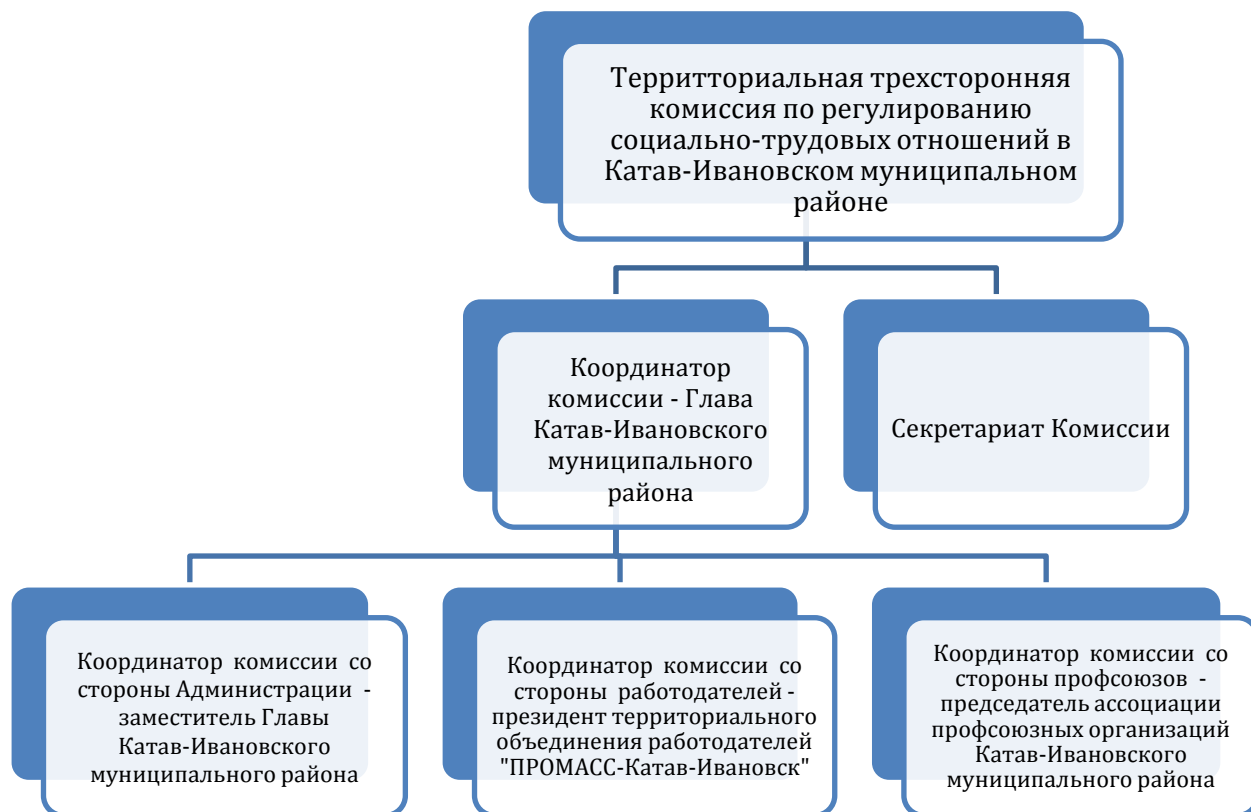 Територриальная трехсторонняя
комиссия по регулированию
социально-трудовых отношений в
Катав-Ивановском муниципальном
районе
Координатор
комиссии - Глава
Катав-Ивановского
муниципального
района
Секретариат Комиссии
Координатор комиссии со
стороны Администрации -
заместитель Главы
Катав-Ивановского
муниципального района
Координатор комиссии со
стороны работодателей -
президент территориального
объединения работодателей
"ПРОМАСС-Катав-Ивановск"
Координатор комиссии со
стороны профсоюзов -
председатель ассоциации
профсоюзных организаций
Катав-Ивановского
муниципального района